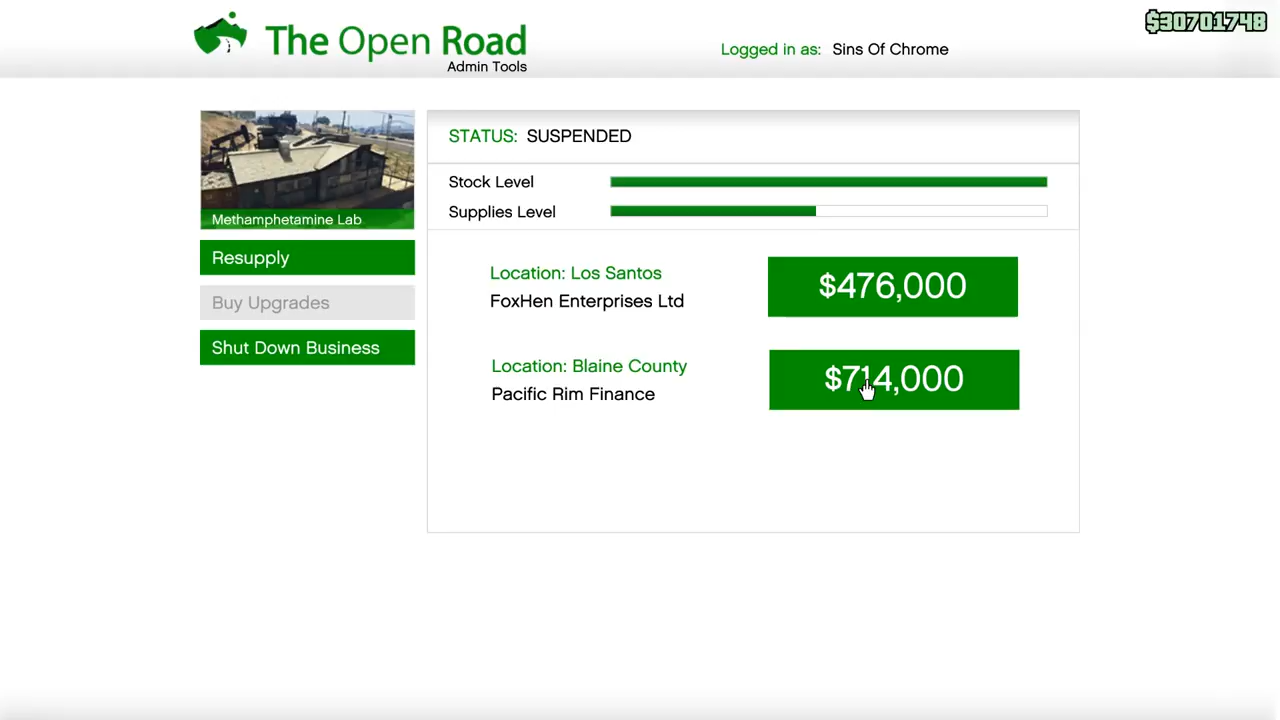 $30701748
The Open Road
Admin Tools
Logged in as: Sins Of Chrome
Methamphetamine Lab
Resupply
Buy Upgrades
Shut Down Business
STATUS: SUSPENDED
Stock Level
Supplies Level
Location: Los Santos
FoxHen Enterprises Ltd
$476,000
Location: Blaine County
Pacific Rim Finance
$714,000